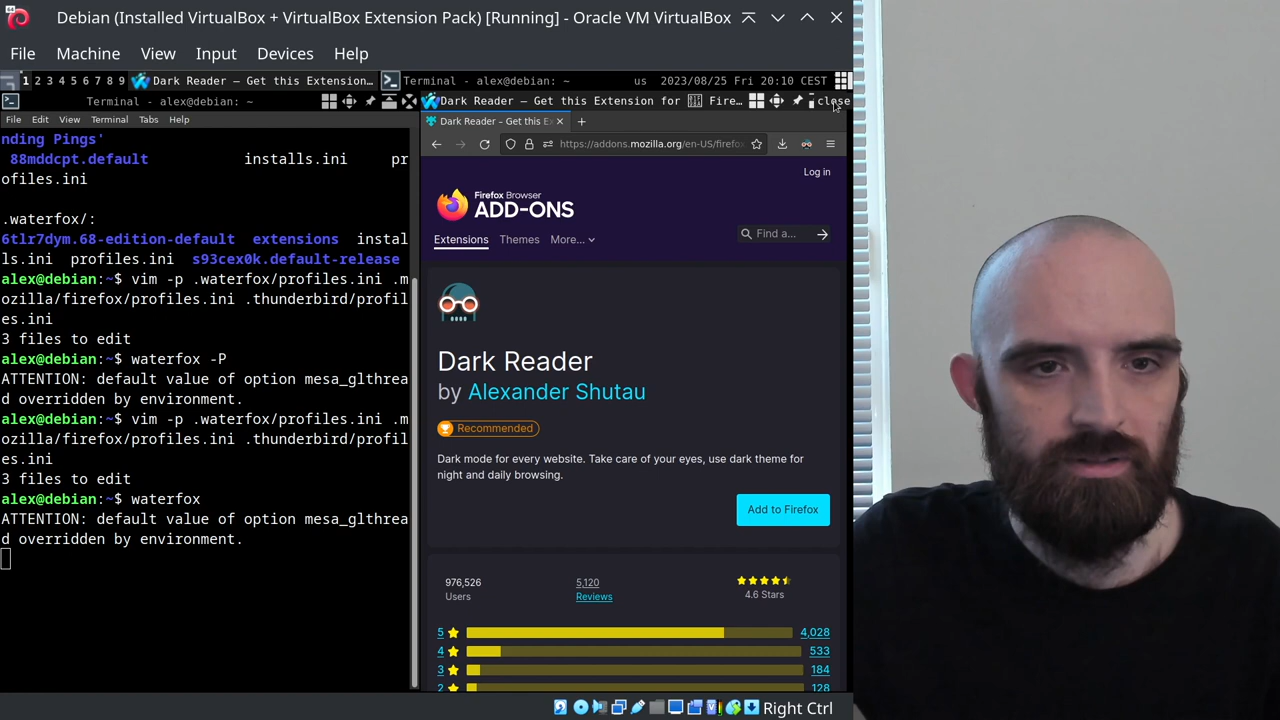 Debian (Installed VirtualBox + VirtualBox Extension Pack) [Running] - Oracle VM VirtualBox
File Machine View Input Devices Help
1 2 3 4 5 6 7 8 9 Dark Reader — Get this Extension… Terminal - alex@debian: ~ us 2023/08/25 Fri 20:10 CEST
Terminal - alex@debian: ~
File Edit View Terminal Tabs Help
nding Pings'
88mddcpt.default installs.ini pr
ofiles.ini
.waterfox/:
6tlr7dym.68-edition-default extensions instal
ls.ini profiles.ini s93cex0k.default-release
alex@debian:~$ vim -p .waterfox/profiles.ini .m
ozilla/firefox/profiles.ini .thunderbird/profil
es.ini
3 files to edit
alex@debian:~$ waterfox -P
ATTENTION: default value of option mesa_glthrea
d overridden by environment.
alex@debian:~$ vim -p .waterfox/profiles.ini .m
ozilla/firefox/profiles.ini .thunderbird/profil
es.ini
3 files to edit
alex@debian:~$ waterfox
ATTENTION: default value of option mesa_glthrea
d overridden by environment.
Dark Reader — Get this Extension for Fire… close
Dark Reader – Get this Ex
https://addons.mozilla.org/en-US/firefo
Log in
Firefox Browser
ADD-ONS
Extensions Themes More... Find a...
Dark Reader
by Alexander Shutau
Recommended
Dark mode for every website. Take care of your eyes, use dark theme for
night and daily browsing.
Add to Firefox
976,526 5,120
Users Reviews 4.6 Stars
5 4,028
4 533
3 184
2 128
Right Ctrl